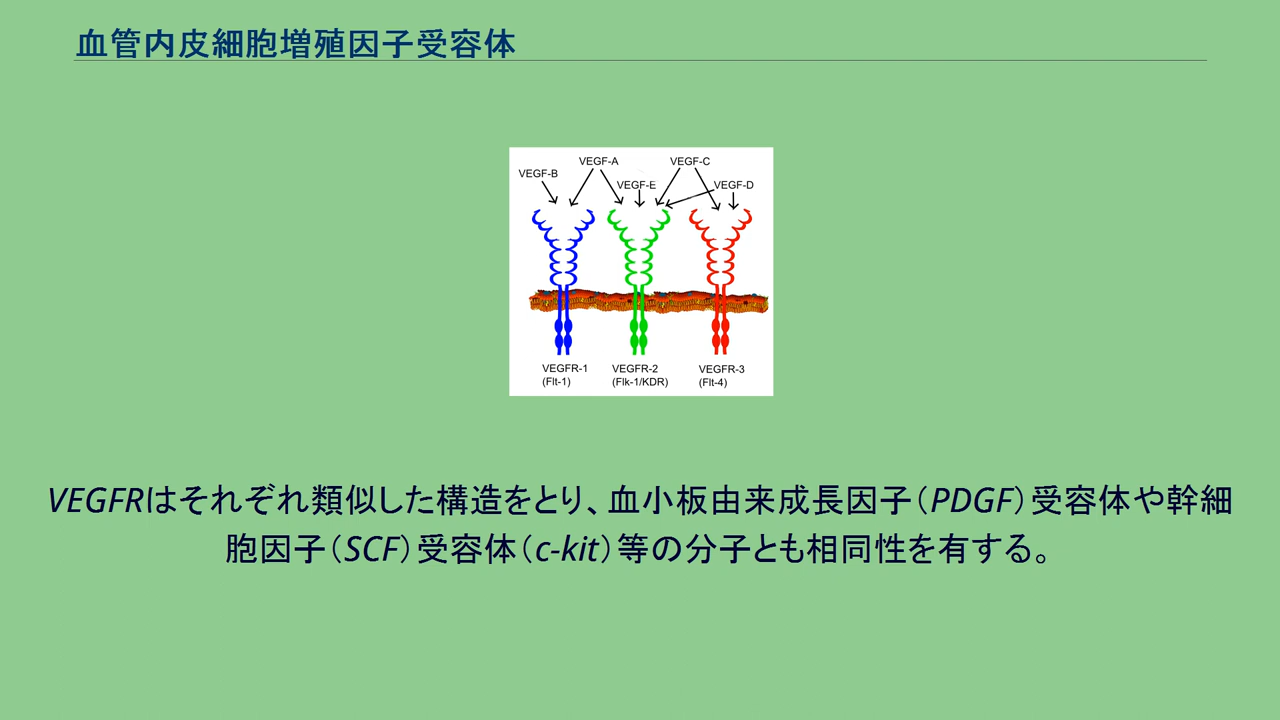 血管内皮細胞増殖因子受容体
VEGF-A
VEGF-C
VEGF-B
VEGF-E
VEGF-D
VEGFR-1
(Flt-1)
VEGFR-2
(Flk-1/KDR)
VEGFR-3
(Flt-4)
VEGFRはそれぞれ類似した構造をとり、血小板由来成長因子（PDGF）受容体や幹細
胞因子（SCF）受容体（c-kit）等の分子とも相同性を有する。